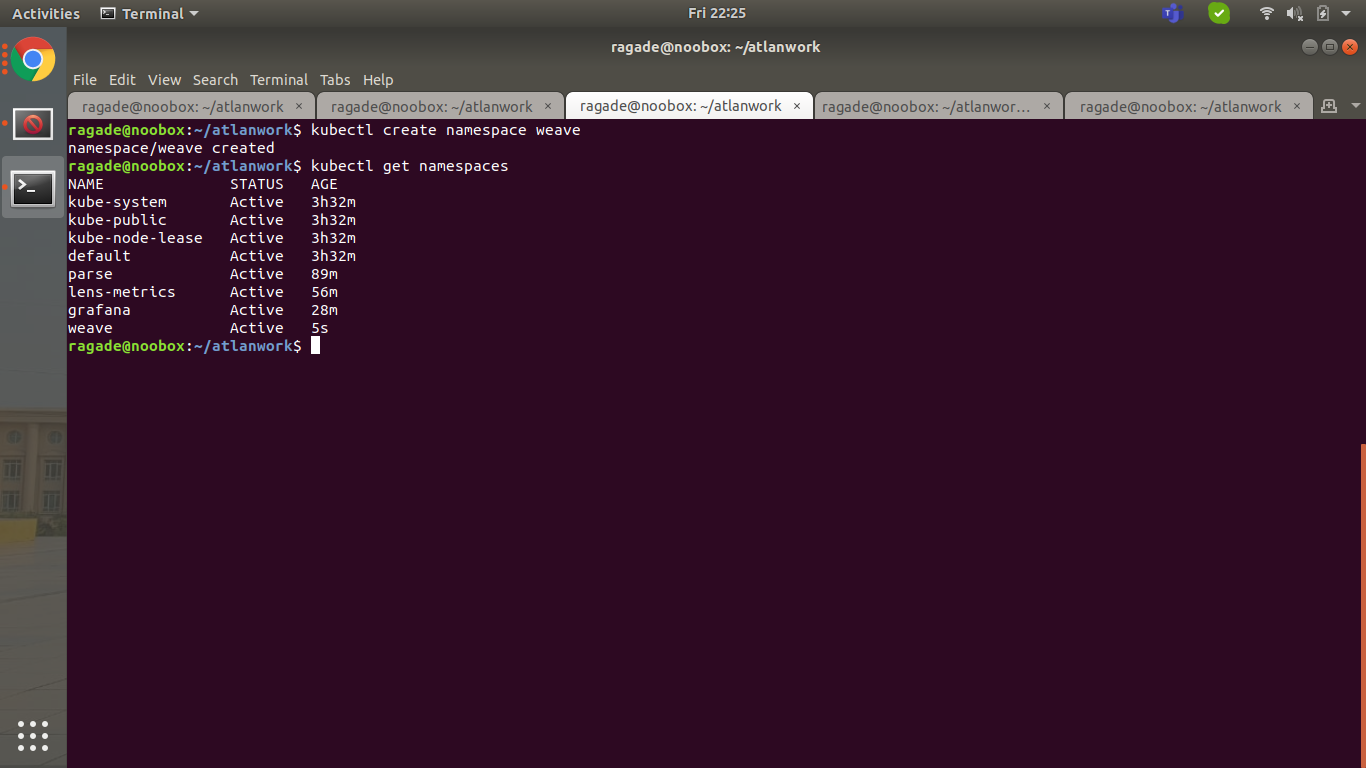 Activities Terminal Fri 22:25
ragade@noobox: ~/atlanwork
File Edit View Search Terminal Tabs Help
ragade@noobox: ~/atlanwork × ragade@noobox: ~/atlanwork × ragade@noobox: ~/atlanwork × ragade@noobox: ~/atlanwor… × ragade@noobox: ~/atlanwork ×
ragade@noobox:~/atlanwork$ kubectl create namespace weave
namespace/weave created
ragade@noobox:~/atlanwork$ kubectl get namespaces
NAME              STATUS   AGE
kube-system       Active   3h32m
kube-public       Active   3h32m
kube-node-lease   Active   3h32m
default           Active   3h32m
parse             Active   89m
lens-metrics      Active   56m
grafana           Active   28m
weave             Active   5s
ragade@noobox:~/atlanwork$